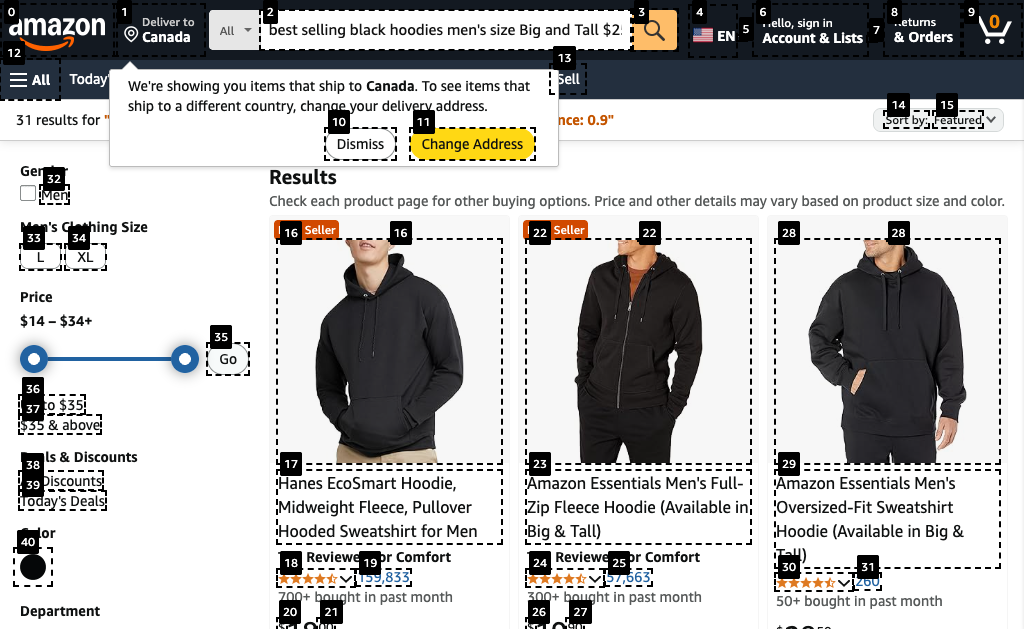 0
1
2
3
4
5
6
7
8
9
amazon
Deliver to
Canada
All
best selling black hoodies men's size Big and Tall $2
EN
Hello, sign in
Account & Lists
Returns
& Orders
0
12
All
Today'
13
Sell
We're showing you items that ship to Canada. To see items that
ship to a different country, change your delivery address.
10
11
Dismiss
Change Address
31 results for "
nce: 0.9"
14
15
Sort by:
Featured
Gender
32
Men
Men's Clothing Size
33
34
L
XL
Price
$14 – $34+
35
Go
36
to $35
37
$35 & above
Deals & Discounts
38
Discounts
39
Today's Deals
Color
40
Department
Results
Check each product page for other buying options. Price and other details may vary based on product size and color.
Seller
16
16
17
Hanes EcoSmart Hoodie,
Midweight Fleece, Pullover
Hooded Sweatshirt for Men
Reviewed for Comfort
18
19
159,833
700+ bought in past month
20
21
Seller
22
22
23
Amazon Essentials Men's Full-
Zip Fleece Hoodie (Available in
Big & Tall)
Reviewed for Comfort
24
25
57,663
300+ bought in past month
26
27
28
28
29
Amazon Essentials Men's
Oversized-Fit Sweatshirt
Hoodie (Available in Big &
Tall)
30
31
260
50+ bought in past month